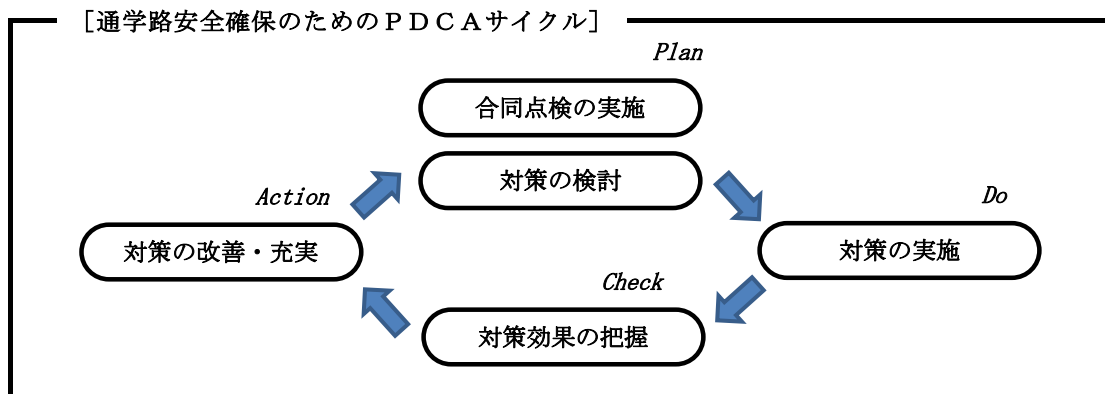 ［通学路安全確保のためのＰＤＣＡサイクル］
Plan
合同点検の実施
対策の検討
Do
対策の実施
Check
対策効果の把握
Action
対策の改善・充実